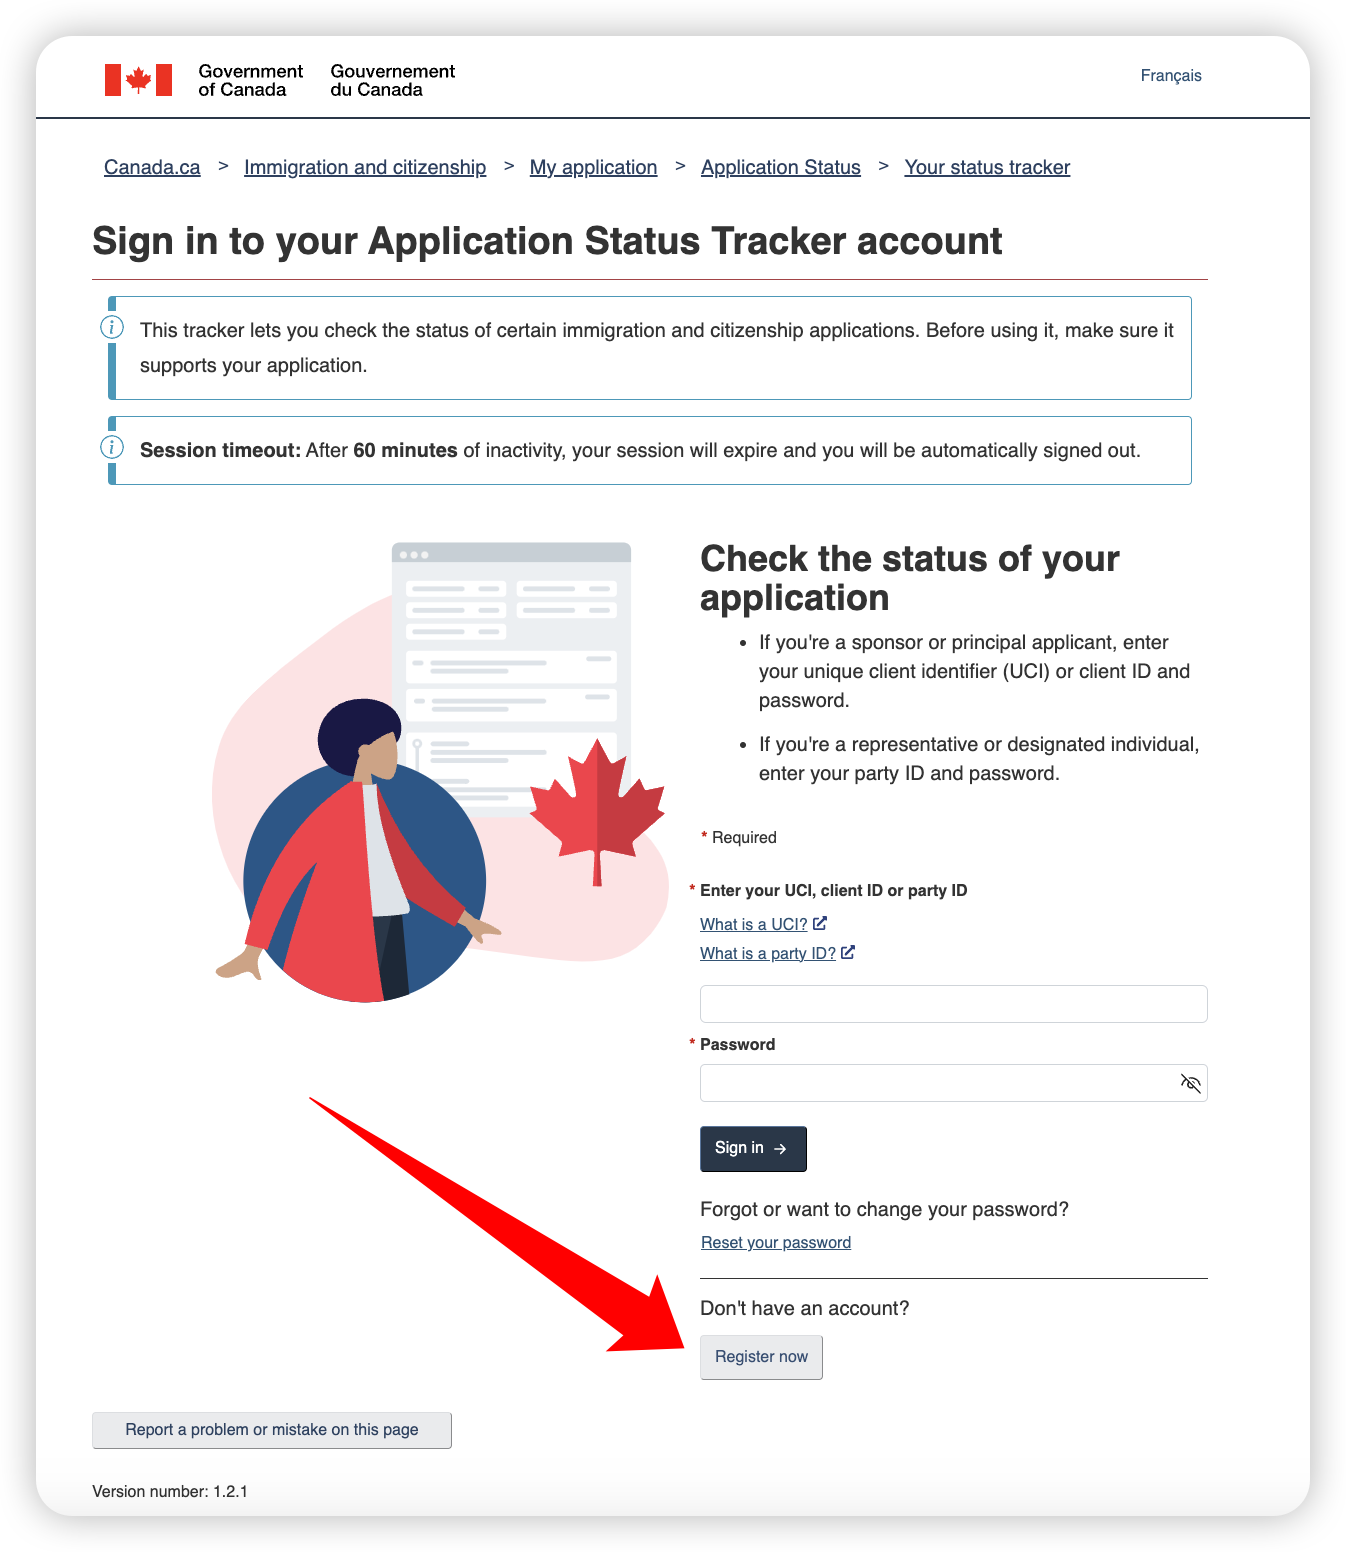 Government of Canada
Gouvernement du Canada
Français
Canada.ca > Immigration and citizenship > My application > Application Status > Your status tracker
Sign in to your Application Status Tracker account
This tracker lets you check the status of certain immigration and citizenship applications. Before using it, make sure it
supports your application.
Session timeout: After 60 minutes of inactivity, your session will expire and you will be automatically signed out.
Check the status of your
application
• If you're a sponsor or principal applicant, enter
your unique client identifier (UCI) or client ID and
password.
• If you're a representative or designated individual,
enter your party ID and password.
* Required
* Enter your UCI, client ID or party ID
What is a UCI?
What is a party ID?
* Password
Sign in →
Forgot or want to change your password?
Reset your password
Don't have an account?
Register now
Report a problem or mistake on this page
Version number: 1.2.1